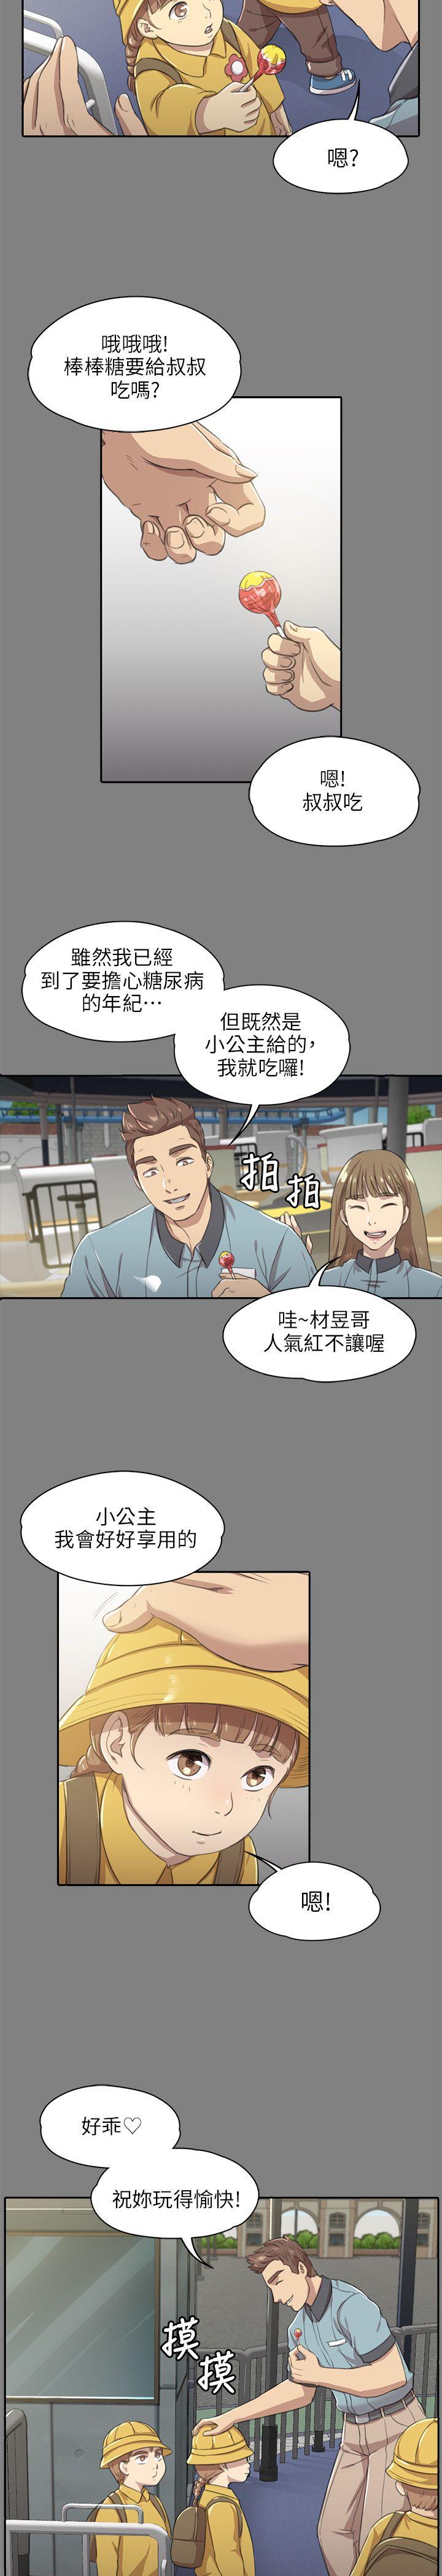 嗯?
哦哦哦!
棒棒糖要給叔叔
吃嗎?
嗯!
叔叔吃
雖然我已經
到了要擔心糖尿病
的年紀…
但既然是
小公主給的，
我就吃囉!
拍拍
哇~材昱哥
人氣紅不讓喔
小公主
我會好好享用的
嗯!
好乖♡
祝妳玩得愉快!
摸摸